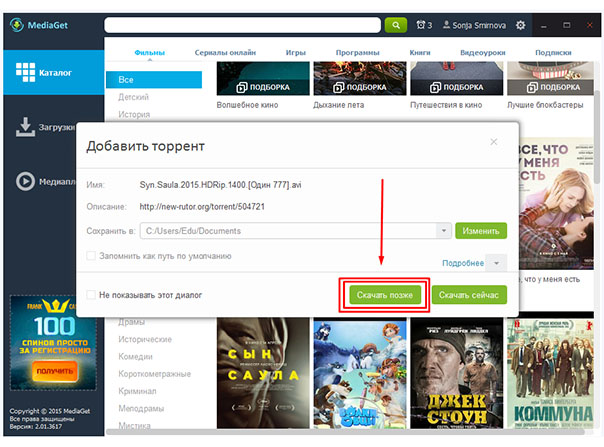 MediaGet
3
Sonja Smirnova
Фильмы
Сериалы онлайн
Игры
Программы
Книги
Видеоуроки
Подписки
Каталог
Загрузки
Медиапл
Все
Детский
История
ПОДБОРКА
ПОДБОРКА
ПОДБОРКА
ПОДБОРКА
Волшебное кино
Дыхание лета
Путешествия в кино
Лучшие блокбастеры
Добавить торрент
Имя:
Syn.Saula.2015.HDRip.1400.[Один 777].avi
Описание:
http://new-rutor.org/torrent/504721
Сохранить в:
C:/Users/Edu/Documents
Изменить
Запомнить как путь по умолчанию
Подробнее
Не показывать этот диалог
Скачать позже
Скачать сейчас
ВСЕ, ЧТО
У МЕНЯ
ЕСТЬ
, что у меня есть
FRANK
100
СПИНОВ ПРОСТО
ЗА РЕГИСТРАЦИЮ
ПОЛУЧИТЬ
Драмы
Исторические
Комедии
Короткометражные
Криминал
Мелодрамы
Мистика
СЫН
САУЛА
ДЖЕК
СТОУН
КОММУНА
Copyright © 2015 MediaGet
Все права защищены
Версия: 2.01.3617